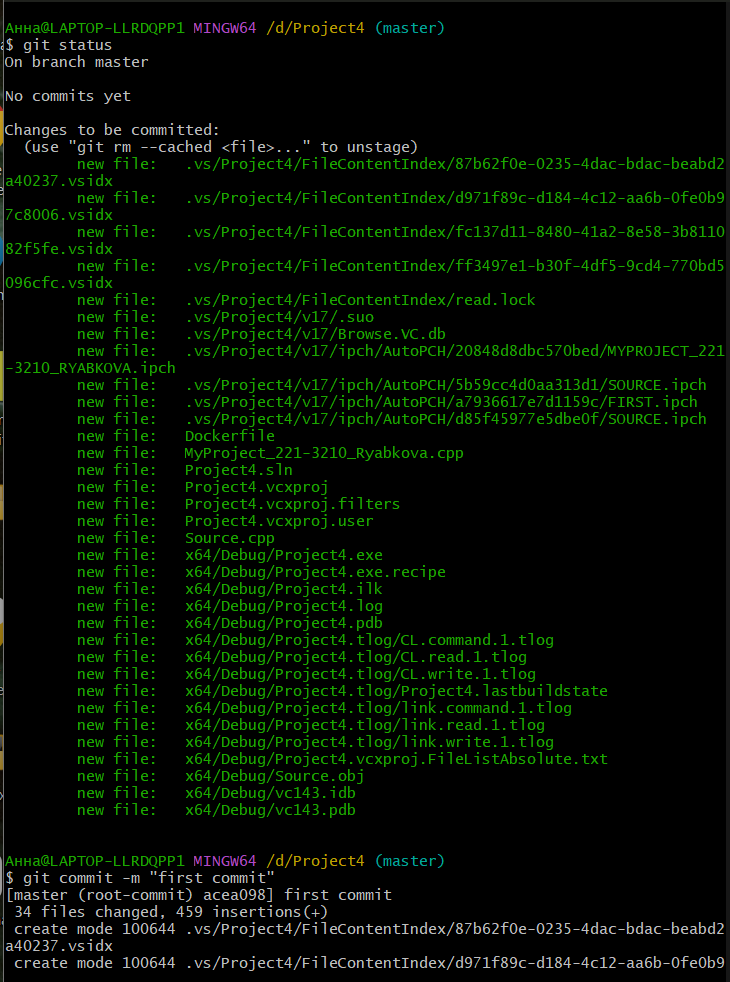 Анна@LAPTOP-LLRDQPP1 MINGW64 /d/Project4 (master)
$ git status
On branch master
No commits yet
Changes to be committed:
(use "git rm --cached <file>..." to unstage)
new file: .vs/Project4/FileContentIndex/87b62f0e-0235-4dac-bdac-beabd2
a40237.vsidx
new file: .vs/Project4/FileContentIndex/d971f89c-d184-4c12-aa6b-0fe0b9
7c8006.vsidx
new file: .vs/Project4/FileContentIndex/fc137d11-8480-41a2-8e58-3b8110
82f5fe.vsidx
new file: .vs/Project4/FileContentIndex/ff3497e1-b30f-4df5-9cd4-770bd5
096cfc.vsidx
new file: .vs/Project4/FileContentIndex/read.lock
new file: .vs/Project4/v17/.suo
new file: .vs/Project4/v17/Browse.VC.db
new file: .vs/Project4/v17/ipch/AutoPCH/20848d8dbc570bed/MYPROJECT_221
-3210_RYABKOVA.ipch
new file: .vs/Project4/v17/ipch/AutoPCH/5b59cc4d0aa313d1/SOURCE.ipch
new file: .vs/Project4/v17/ipch/AutoPCH/a7936617e7d1159c/FIRST.ipch
new file: .vs/Project4/v17/ipch/AutoPCH/d85f45977e5dbe0f/SOURCE.ipch
new file: Dockerfile
new file: MyProject_221-3210_Ryabkova.cpp
new file: Project4.sln
new file: Project4.vcxproj
new file: Project4.vcxproj.filters
new file: Project4.vcxproj.user
new file: Source.cpp
new file: x64/Debug/Project4.exe
new file: x64/Debug/Project4.exe.recipe
new file: x64/Debug/Project4.ilk
new file: x64/Debug/Project4.log
new file: x64/Debug/Project4.pdb
new file: x64/Debug/Project4.tlog/CL.command.1.tlog
new file: x64/Debug/Project4.tlog/CL.read.1.tlog
new file: x64/Debug/Project4.tlog/CL.write.1.tlog
new file: x64/Debug/Project4.tlog/Project4.lastbuildstate
new file: x64/Debug/Project4.tlog/link.command.1.tlog
new file: x64/Debug/Project4.tlog/link.read.1.tlog
new file: x64/Debug/Project4.tlog/link.write.1.tlog
new file: x64/Debug/Project4.vcxproj.FileListAbsolute.txt
new file: x64/Debug/Source.obj
new file: x64/Debug/vc143.idb
new file: x64/Debug/vc143.pdb
Анна@LAPTOP-LLRDQPP1 MINGW64 /d/Project4 (master)
$ git commit -m "first commit"
[master (root-commit) acea098] first commit
34 files changed, 459 insertions(+)
create mode 100644 .vs/Project4/FileContentIndex/87b62f0e-0235-4dac-bdac-beabd2
a40237.vsidx
create mode 100644 .vs/Project4/FileContentIndex/d971f89c-d184-4c12-aa6b-0fe0b9